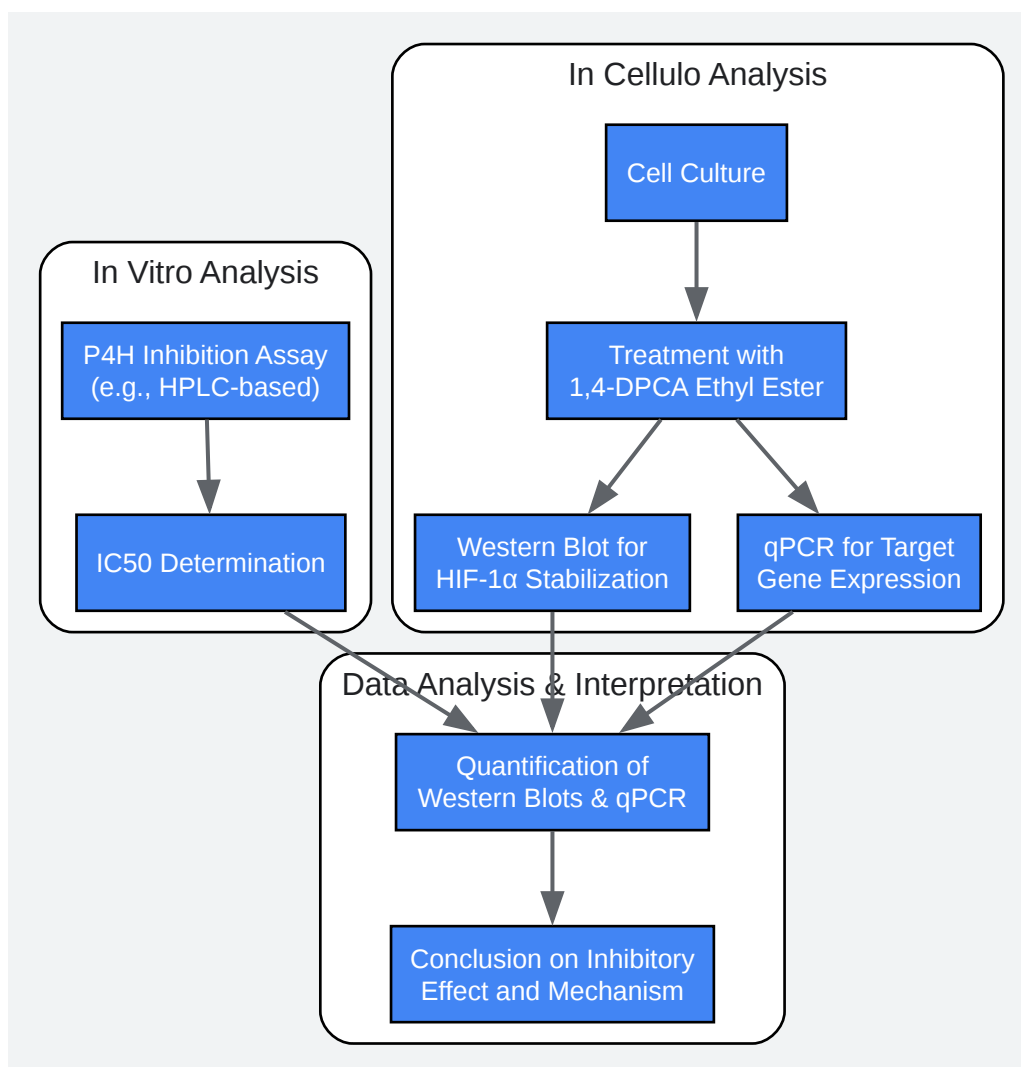 In Cellulo Analysis
Cell Culture
In Vitro Analysis
P4H Inhibition Assay
(e.g., HPLC-based)
Treatment with
1,4-DPCA Ethyl Ester
IC50 Determination
Western Blot for
HIF-1α Stabilization
qPCR for Target
Gene Expression
Data Analysis & Interpretation
Quantification of
Western Blots & qPCR
Conclusion on Inhibitory
Effect and Mechanism